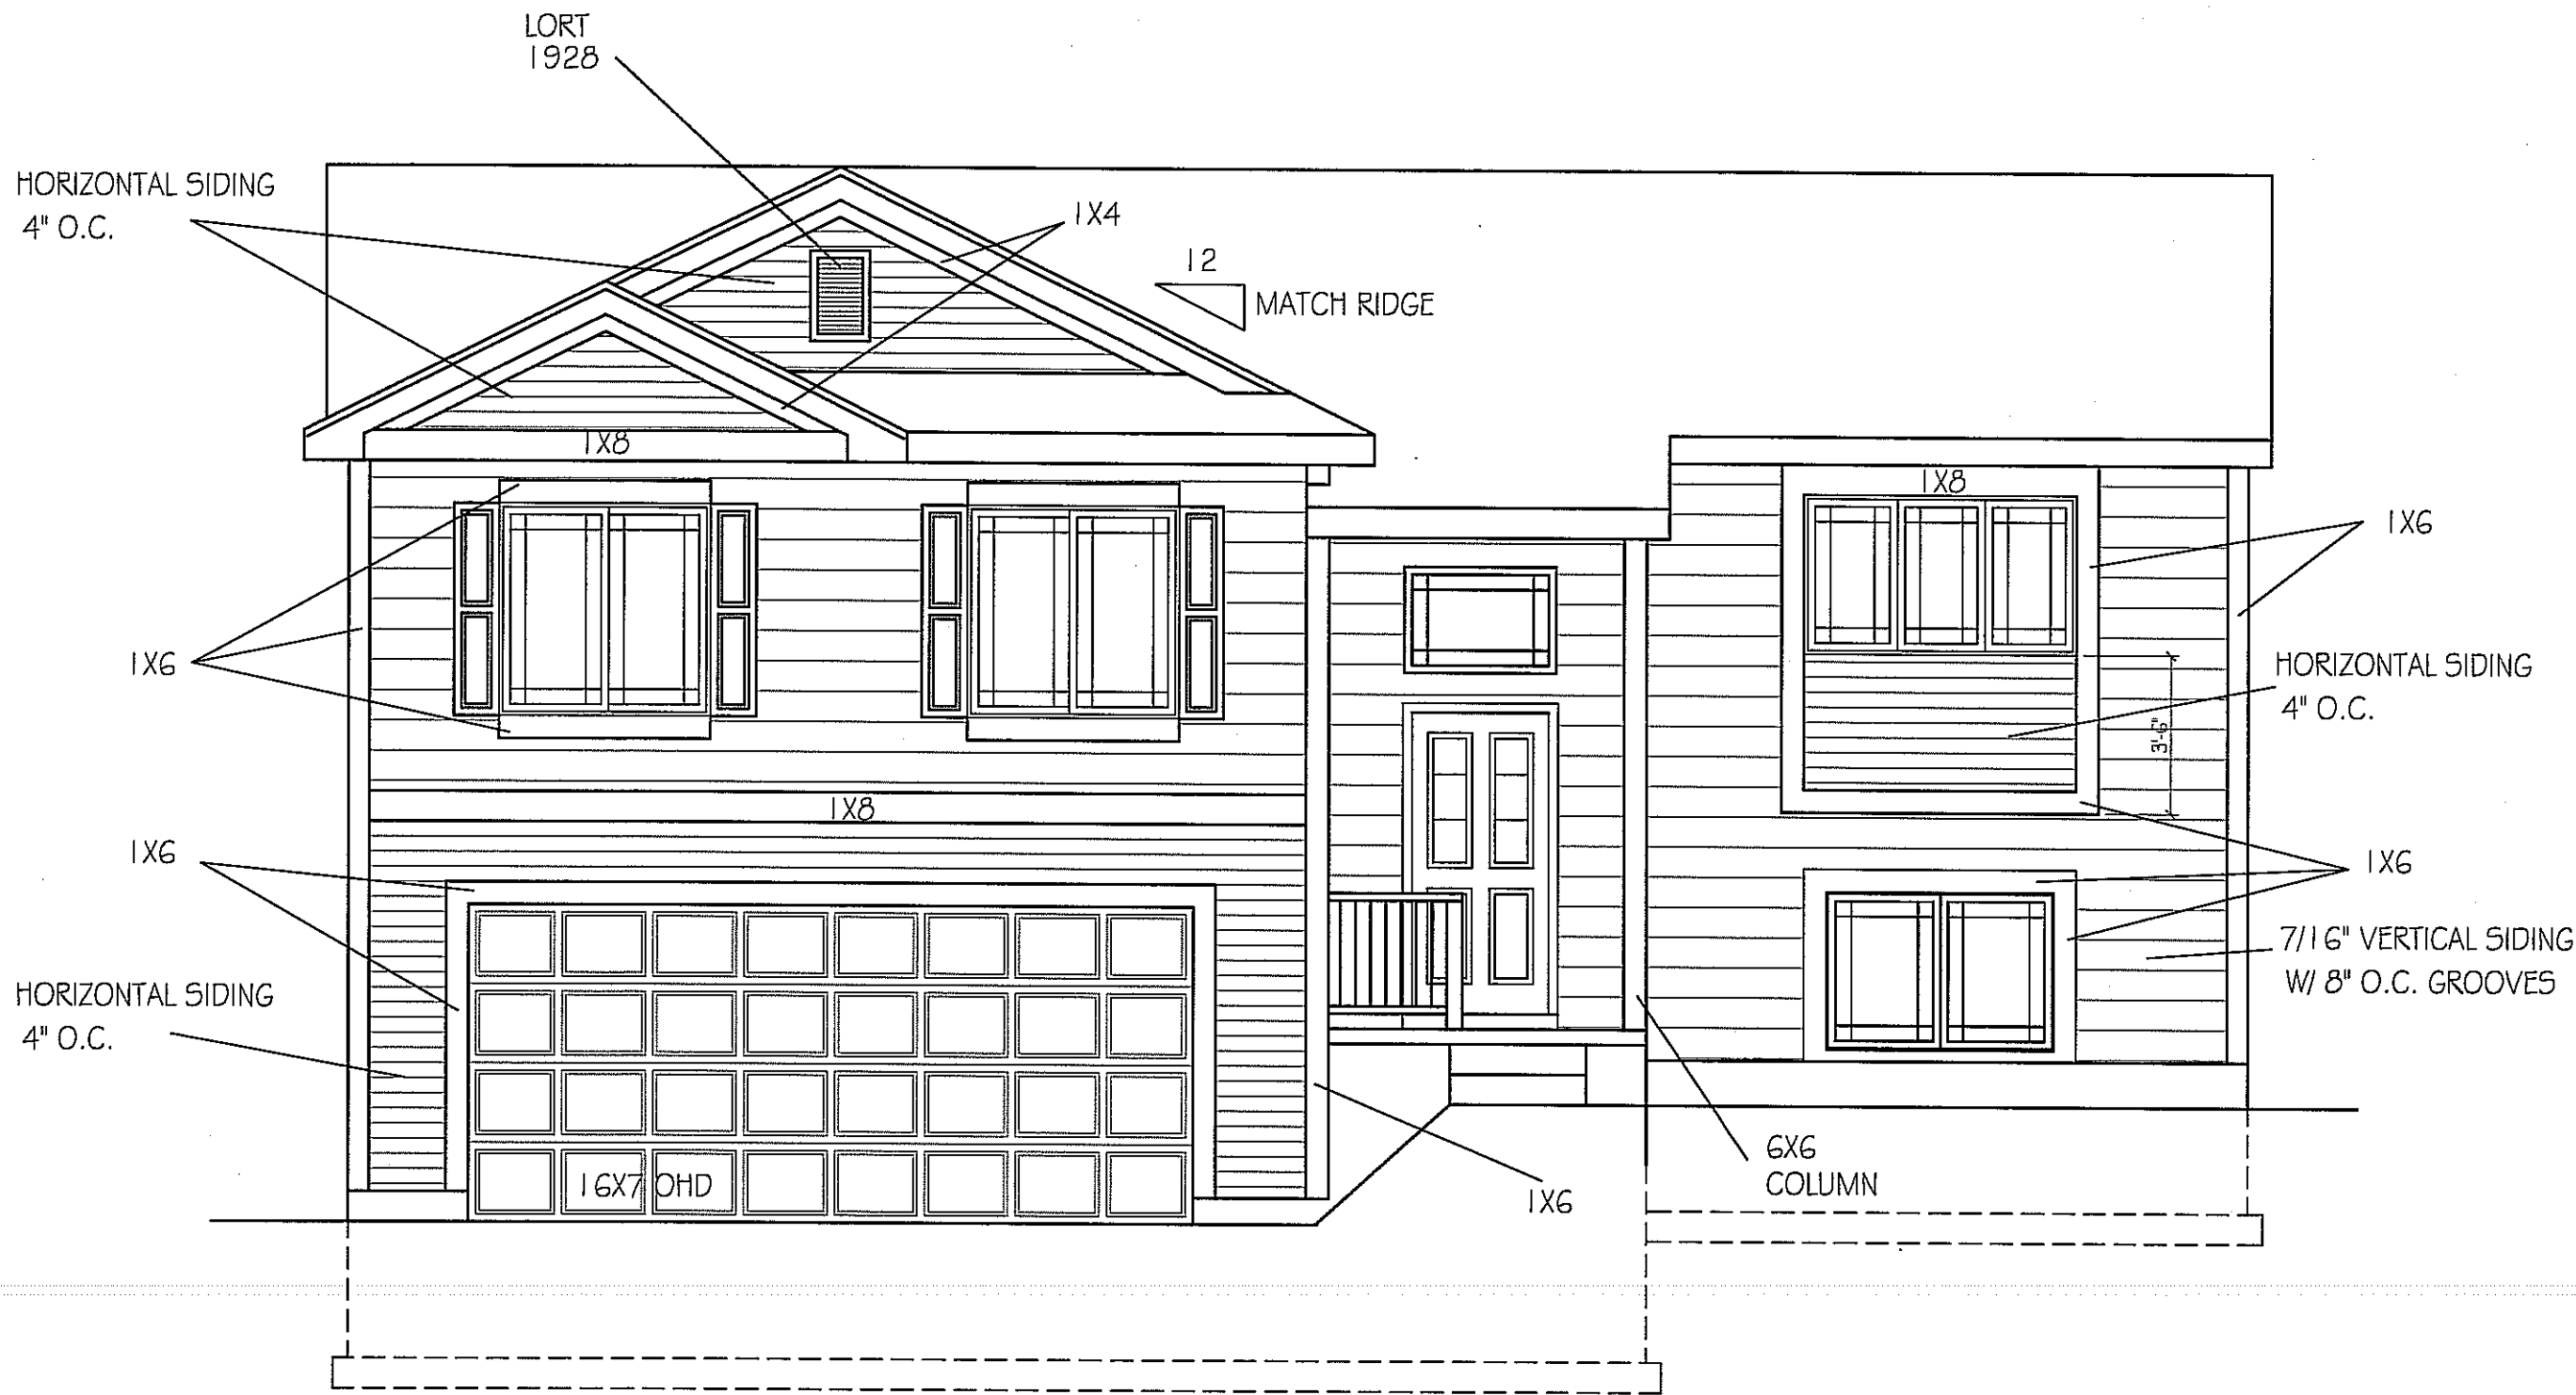 LORT
1928
HORIZONTAL SIDING
4" O.C.
1X4
12
MATCH RIDGE
1X8
1X8
1X6
1X6
HORIZONTAL SIDING
4" O.C.
3'-6"
1X8
1X6
1X6
7/16" VERTICAL SIDING
W/ 8" O.C. GROOVES
HORIZONTAL SIDING
4" O.C.
16X7 OHD
6X6
COLUMN
1X6